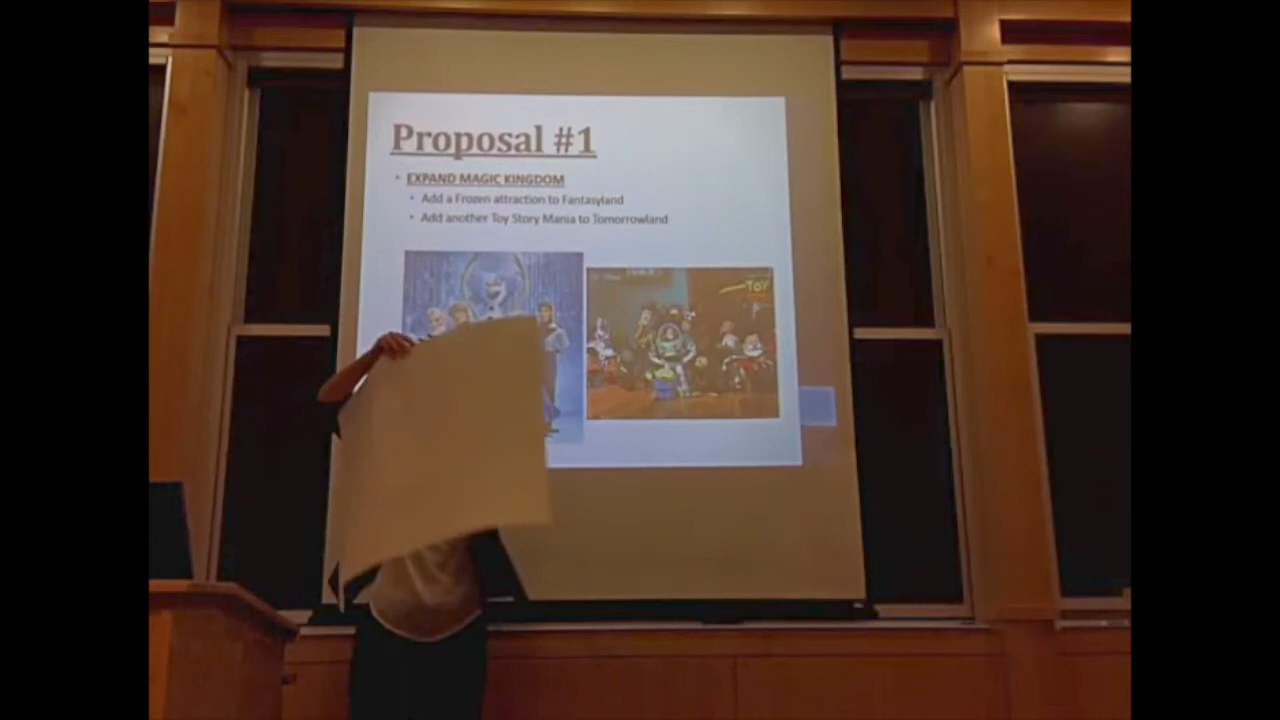 Proposal #1
• EXPAND MAGIC KINGDOM
• Add a Frozen attraction to Fantasyland
• Add another Toy Story Mania to Tomorrowland
TOY